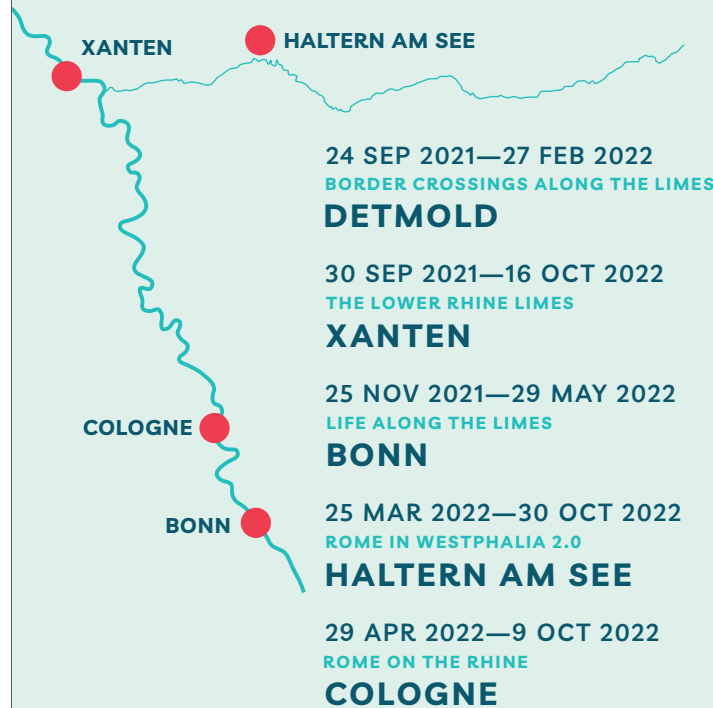 XANTEN
HALTERN AM SEE
24 SEP 2021—27 FEB 2022
BORDER CROSSINGS ALONG THE LIMES
DETMOLD
30 SEP 2021—16 OCT 2022
THE LOWER RHINE LIMES
XANTEN
25 NOV 2021—29 MAY 2022
LIFE ALONG THE LIMES
BONN
25 MAR 2022—30 OCT 2022
ROME IN WESTPHALIA 2.0
HALTERN AM SEE
29 APR 2022—9 OCT 2022
ROME ON THE RHINE
COLOGNE
COLOGNE
BONN